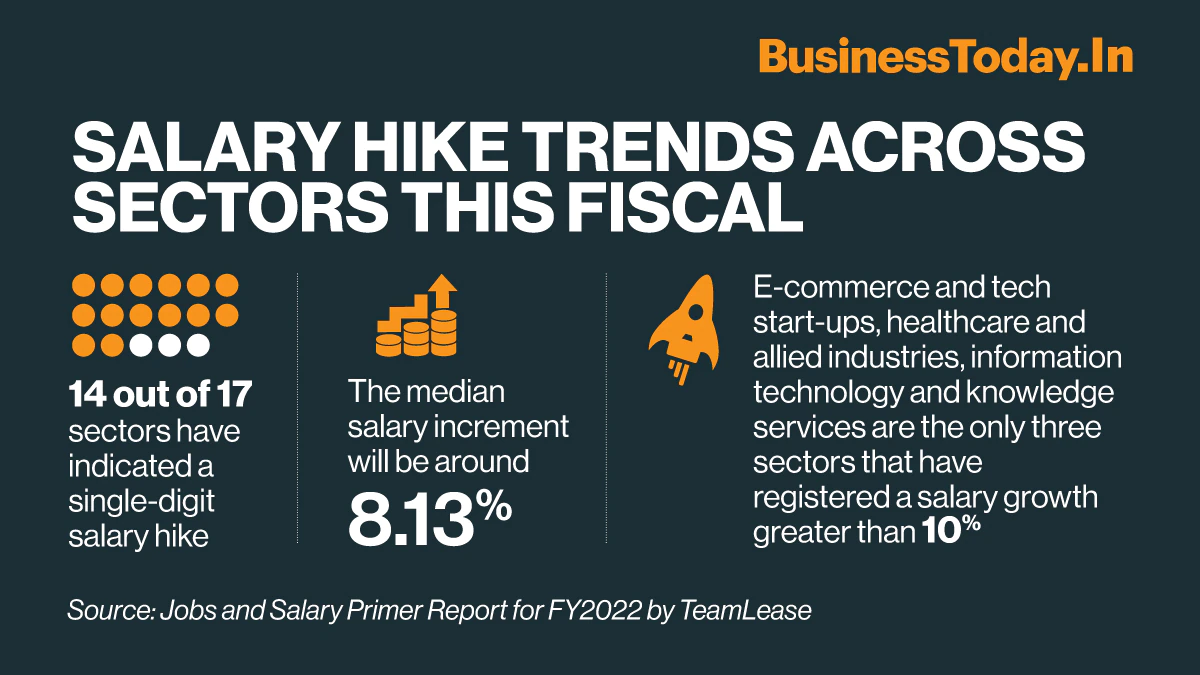 BusinessToday.In
SALARY HIKE TRENDS ACROSS
SECTORS THIS FISCAL
14 out of 17
sectors have
indicated a
single-digit
salary hike
The median
salary increment
will be around
8.13%
E-commerce and tech
start-ups, healthcare and
allied industries, information
technology and knowledge
services are the only three
sectors that have
registered a salary growth
greater than 10%
Source: Jobs and Salary Primer Report for FY2022 by TeamLease